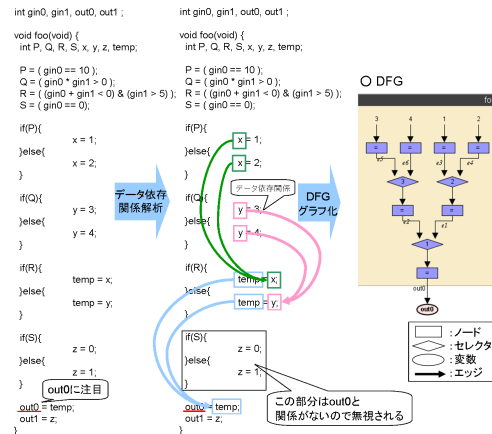 int gin0, gin1, out0, out1 ;
void foo(void) {
int P, Q, R, S, x, y, z, temp;
P = ( gin0 == 10 );
Q = ( gin0 * gin1 > 0 );
R = ( (gin0 + gin1 < 0) & (gin1 > 5) );
S = ( gin0 == 0);
if(P){
x = 1;
}else{
x = 2;
}
if(Q){
y = 3;
}else{
y = 4;
}
if(R){
temp = x;
}else{
temp = y;
}
if(S){
z = 0;
}else{
z = 1;
}
out0に注目
out0 = temp;
out1 = z;
}
データ依存
関係解析
int gin0, gin1, out0, out1 ;
void foo(void) {
int P, Q, R, S, x, y, z, temp;
P = ( gin0 == 10 );
Q = ( gin0 * gin1 > 0 );
R = ( (gin0 + gin1 < 0) & (gin1 > 5) );
S = ( gin0 == 0);
if(P){
x = 1;
}else{
x = 2;
}
if(Q){
データ依存関係
y = 3;
}else{
y = 4;
}
if(R){
temp = x;
}else{
temp = y;
}
if(S){
z = 0;
}else{
z = 1;
}
この部分はout0と
関係がないので無視される
out0 = temp;
out1 = z;
}
DFG
グラフ化
DFG
fo
3 4 1 2
= = = =
e5 e6 e3 e4
3 2
= =
e2 e1
1
=
out0
out0
:ノード
:セレクタ
:変数
:エッジ